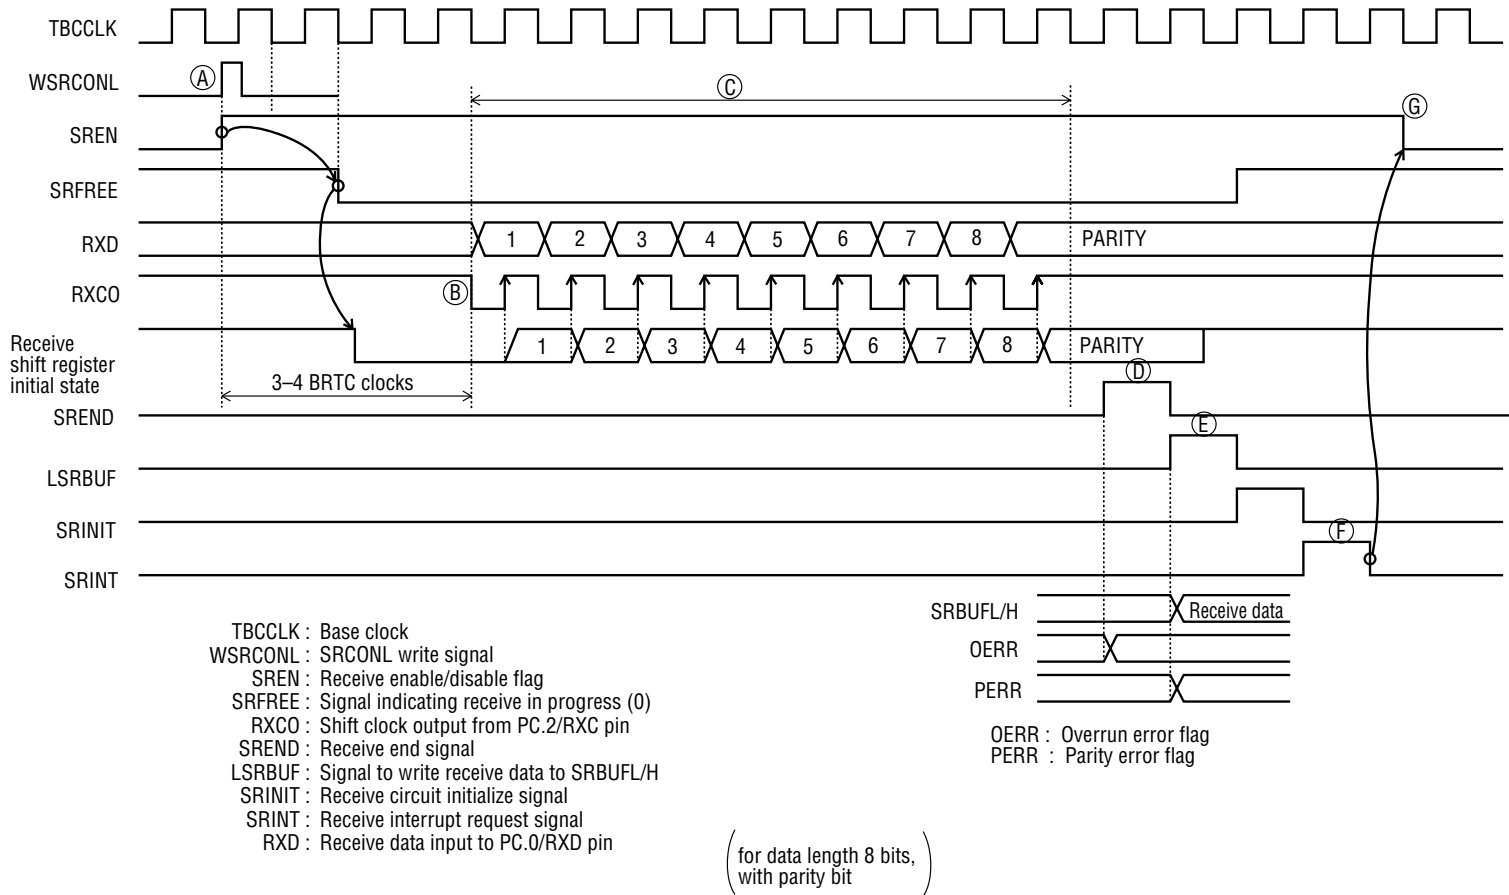 TBCCLK
WSRCONL
Ⓐ
Ⓒ
SREN
Ⓖ
SRFREE
RXD
1 2 3 4 5 6 7 8 PARITY
RXCO
Ⓑ
Receive
shift register
initial state
1 2 3 4 5 6 7 8 PARITY
3–4 BRTC clocks
Ⓓ
SREND
Ⓔ
LSRBUF
SRINIT
Ⓕ
SRINT
SRBUFL/H
Receive data
OERR
PERR
TBCCLK : Base clock
WSRCONL : SRCONL write signal
SREN : Receive enable/disable flag
SRFREE : Signal indicating receive in progress (0)
RXCO : Shift clock output from PC.2/RXC pin
SREND : Receive end signal
LSRBUF : Signal to write receive data to SRBUFL/H
SRINIT : Receive circuit initialize signal
SRINT : Receive interrupt request signal
RXD : Receive data input to PC.0/RXD pin
OERR : Overrun error flag
PERR : Parity error flag
(for data length 8 bits,
with parity bit)